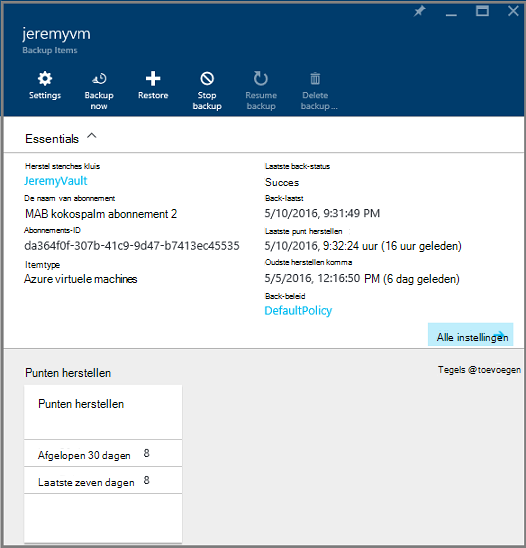 jeremyvm
Backup Items
Settings
Backup now
Restore
Stop backup
Resume backup
Delete backup ...
Essentials
Herstel stenches kluis
JeremyVault
De naam van abonnement
MAB kokospalm abonnement 2
Abonnements-ID
da364f0f-307b-41c9-9d47-b7413ec45535
Itemtype
Azure virtuele machines
Laatste back-status
Succes
Back-laatst
5/10/2016, 9:31:49 PM
Laatste punt herstellen
5/10/2016, 9:32:24 uur (16 uur geleden)
Oudste herstellen komma
5/5/2016, 12:16:50 PM (6 dag geleden)
Back-beleid
DefaultPolicy
Alle instellingen
Punten herstellen
Tegels @toevoegen
Punten herstellen
Afgelopen 30 dagen 8
Laatste zeven dagen 8